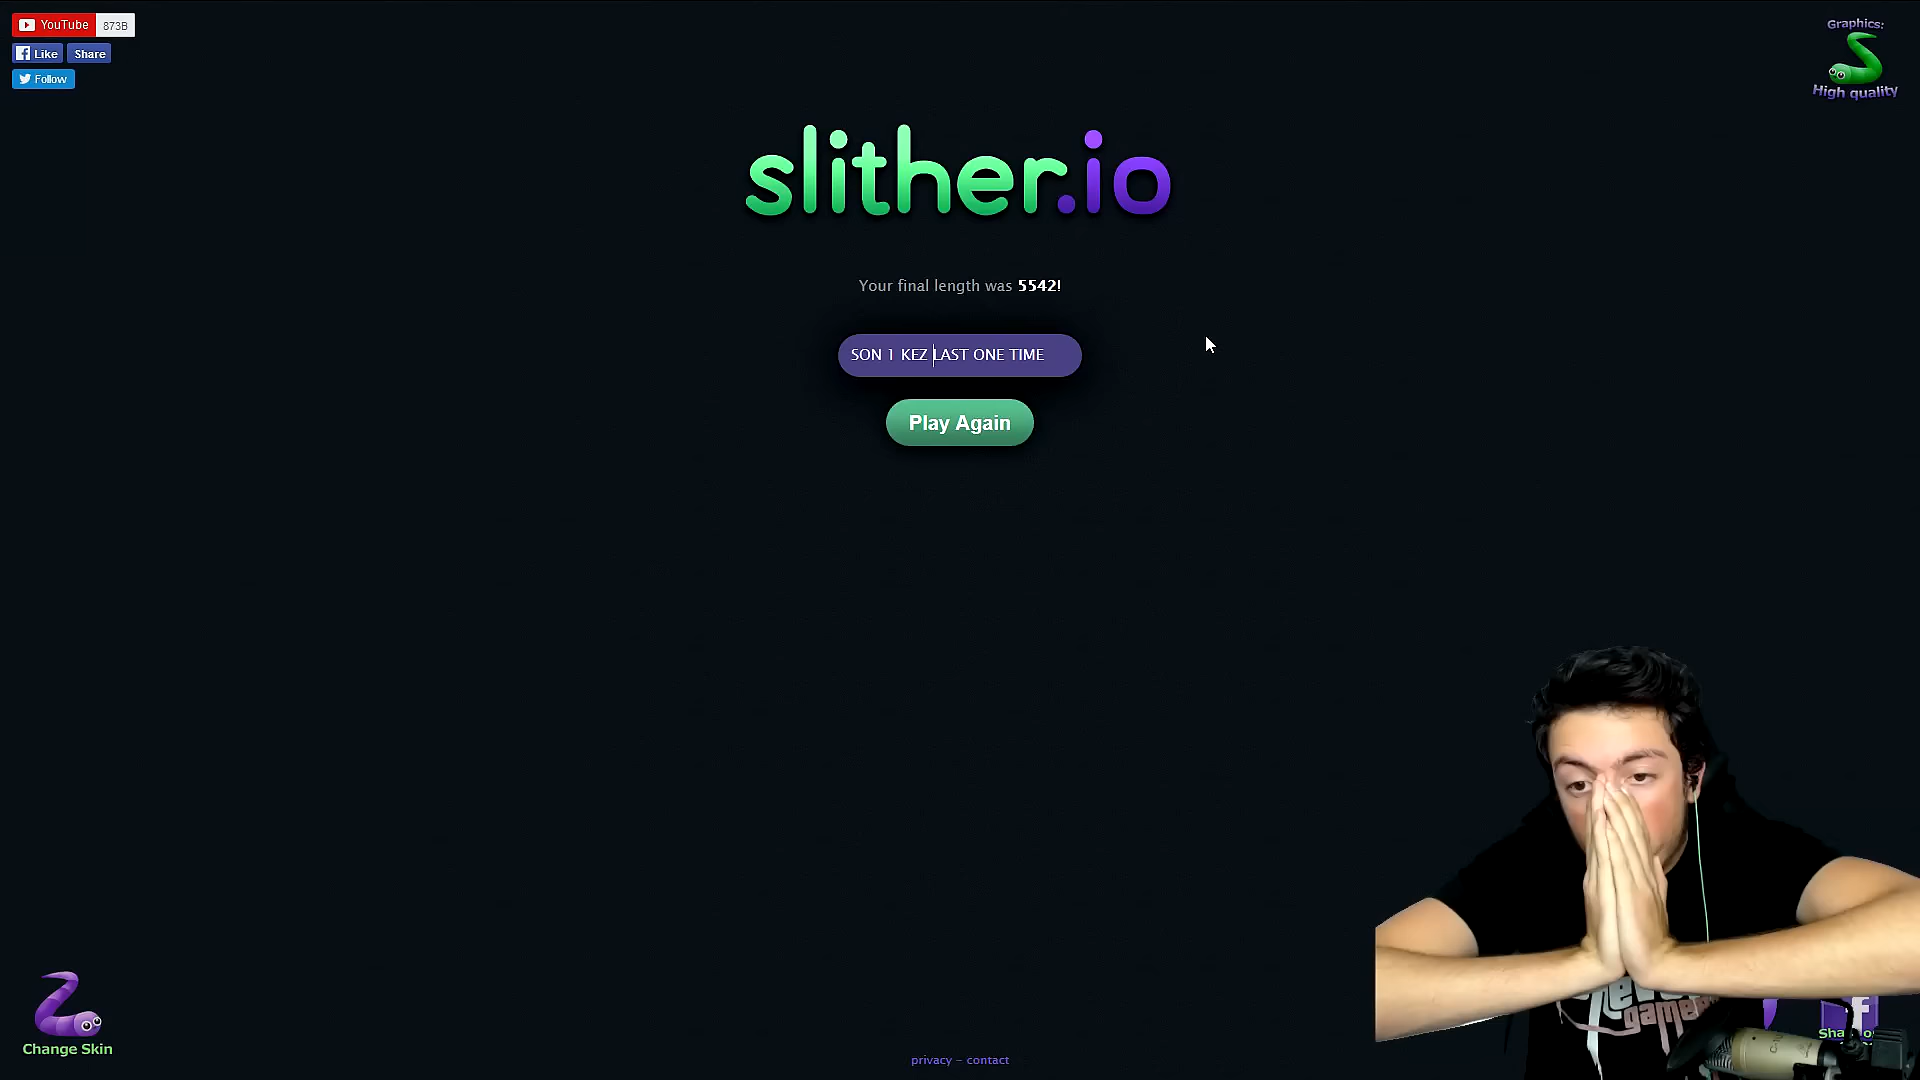 YouTube 873B
Like Share
Follow
Graphics:
High quality
slither.io
Your final length was 5542!
SON 1 KEZ LAST ONE TIME
Play Again
Change Skin
privacy - contact